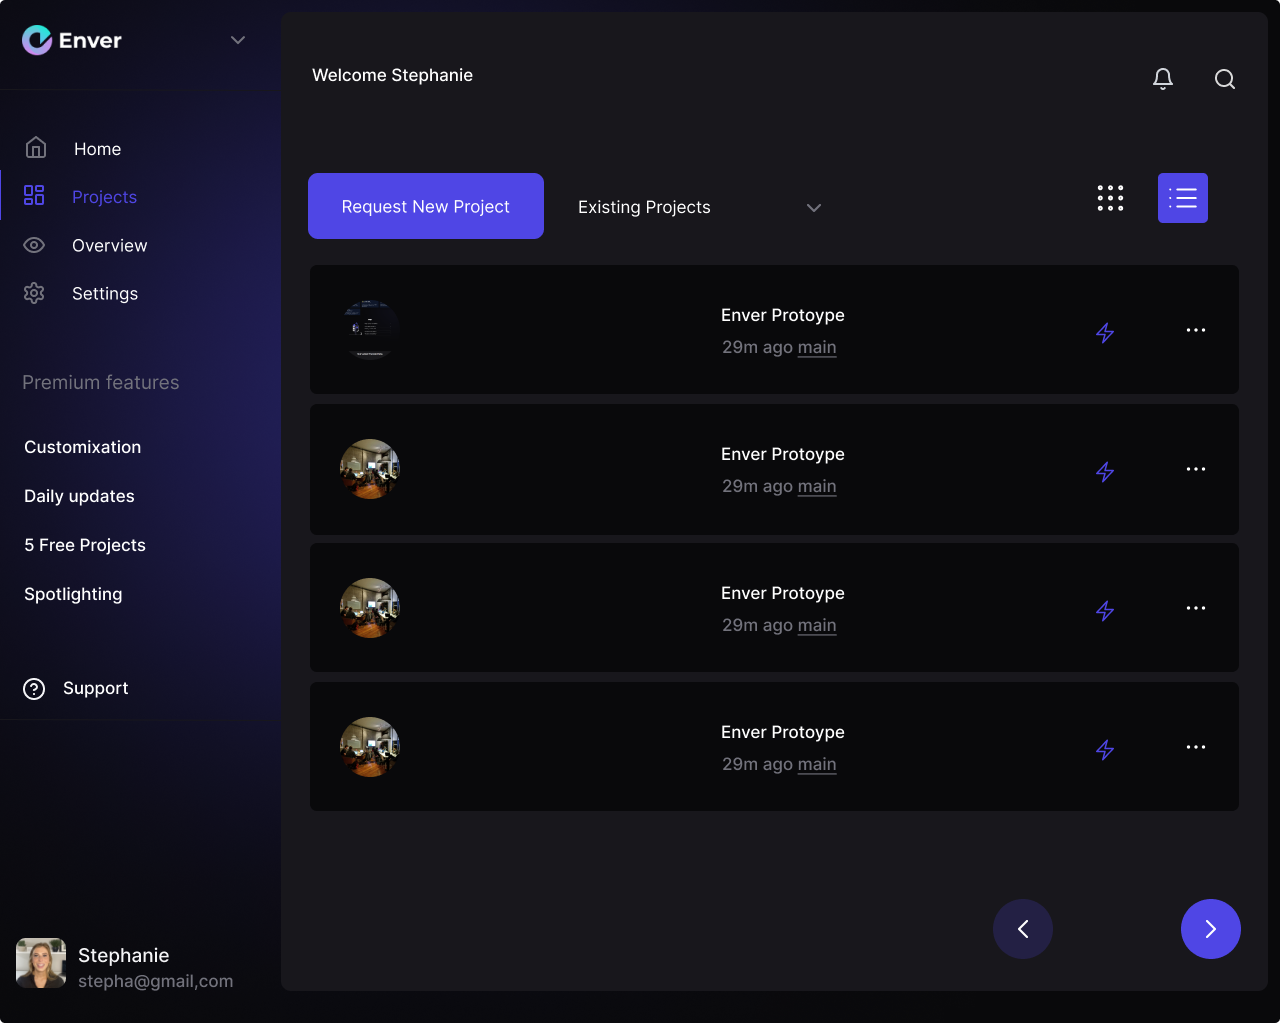 Enver
Welcome Stephanie
Home
Projects
Overview
Settings
Premium features
Customixation
Daily updates
5 Free Projects
Spotlighting
Support
Stephanie
stepha@gmail,com
Request New Project
Existing Projects
Enver Protoype
29m ago main
Enver Protoype
29m ago main
Enver Protoype
29m ago main
Enver Protoype
29m ago main